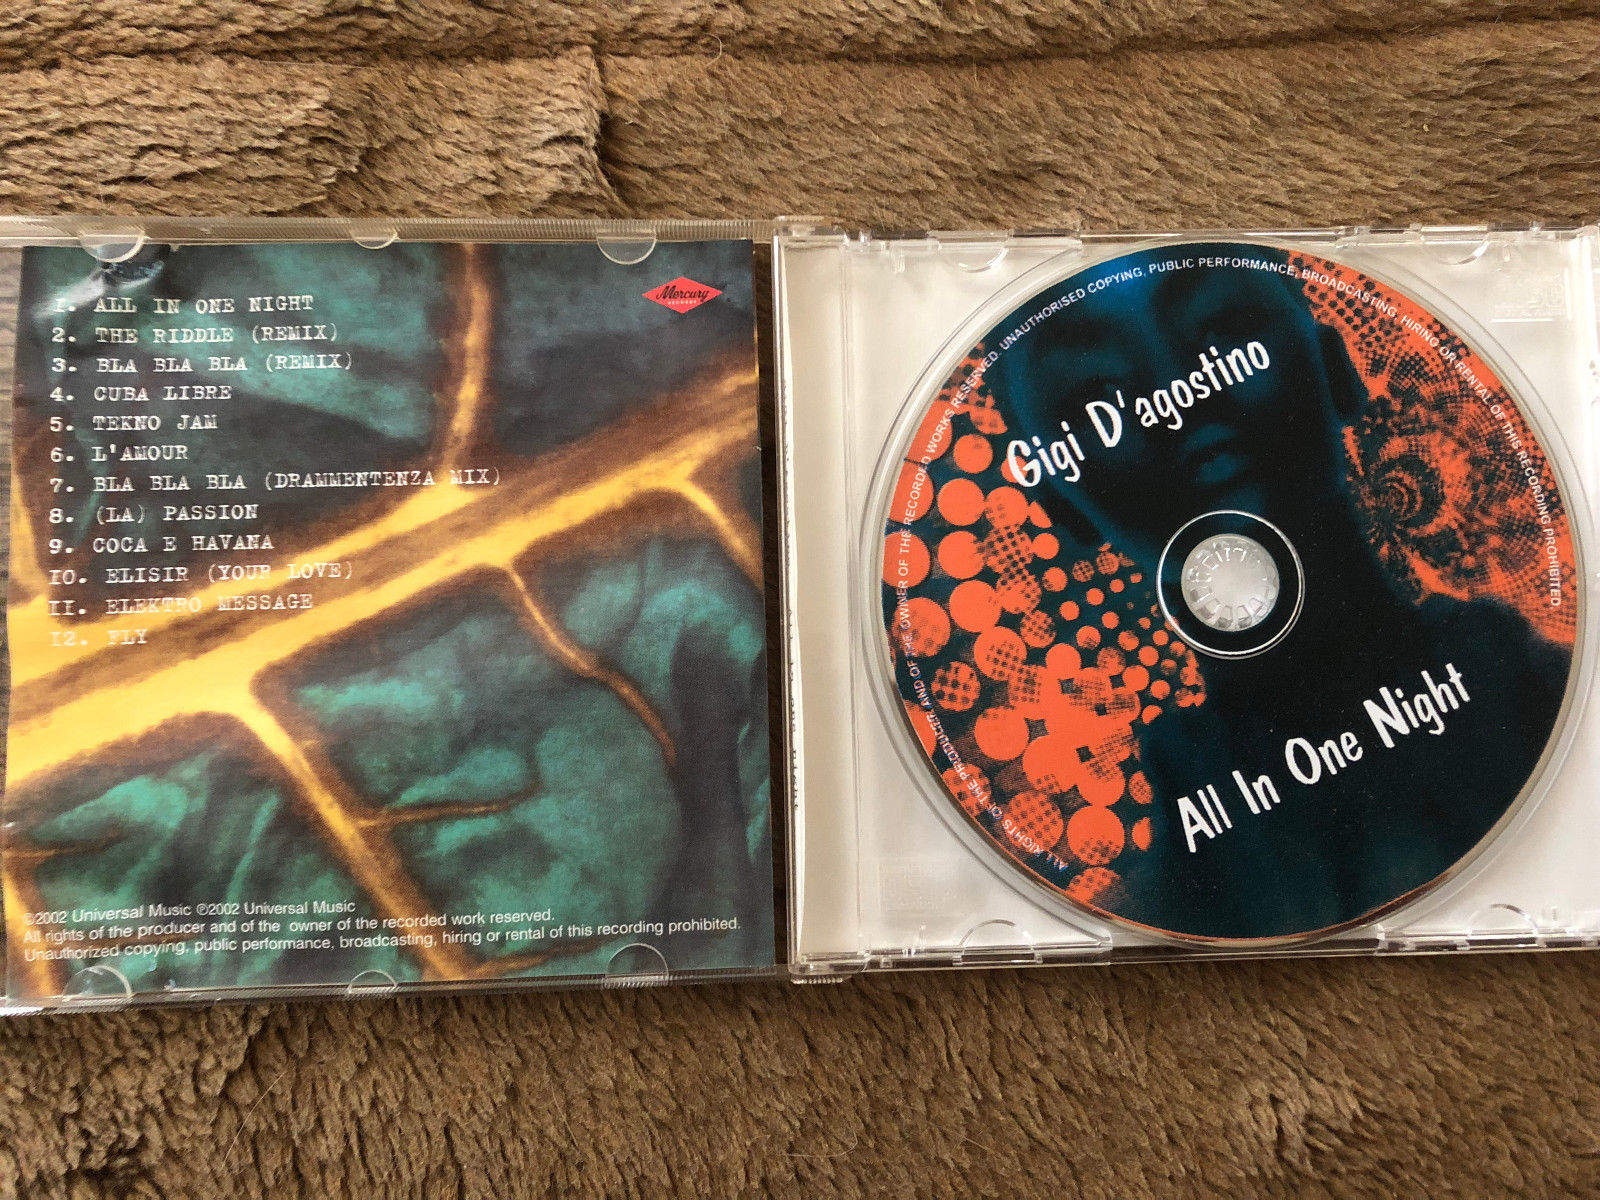 1. ALL IN ONE NIGHT
2. THE RIDDLE (REMIX)
3. BLA BLA BLA (REMIX)
4. CUBA LIBRE
5. TEKNO JAM
6. L'AMOUR
7. BLA BLA BLA (DRAMMENTENZA MIX)
8. (LA) PASSION
9. COCA E HAVANA
10. ELISIR (YOUR LOVE)
11. ELEKTRO MESSAGE
12. FLY
Mercury
RECORDS
©2002 Universal Music ℗2002 Universal Music
All rights of the producer and of the owner of the recorded work reserved.
Unauthorized copying, public performance, broadcasting, hiring or rental of this recording prohibited.
Gigi D'agostino
All In One Night
ALL RIGHTS OF THE PRODUCER AND OF THE OWNER OF THE RECORDED WORKS RESERVED. UNAUTHORISED COPYING, PUBLIC PERFORMANCE, BROADCASTING, HIRING OR RENTAL OF THIS RECORDING PROHIBITED.